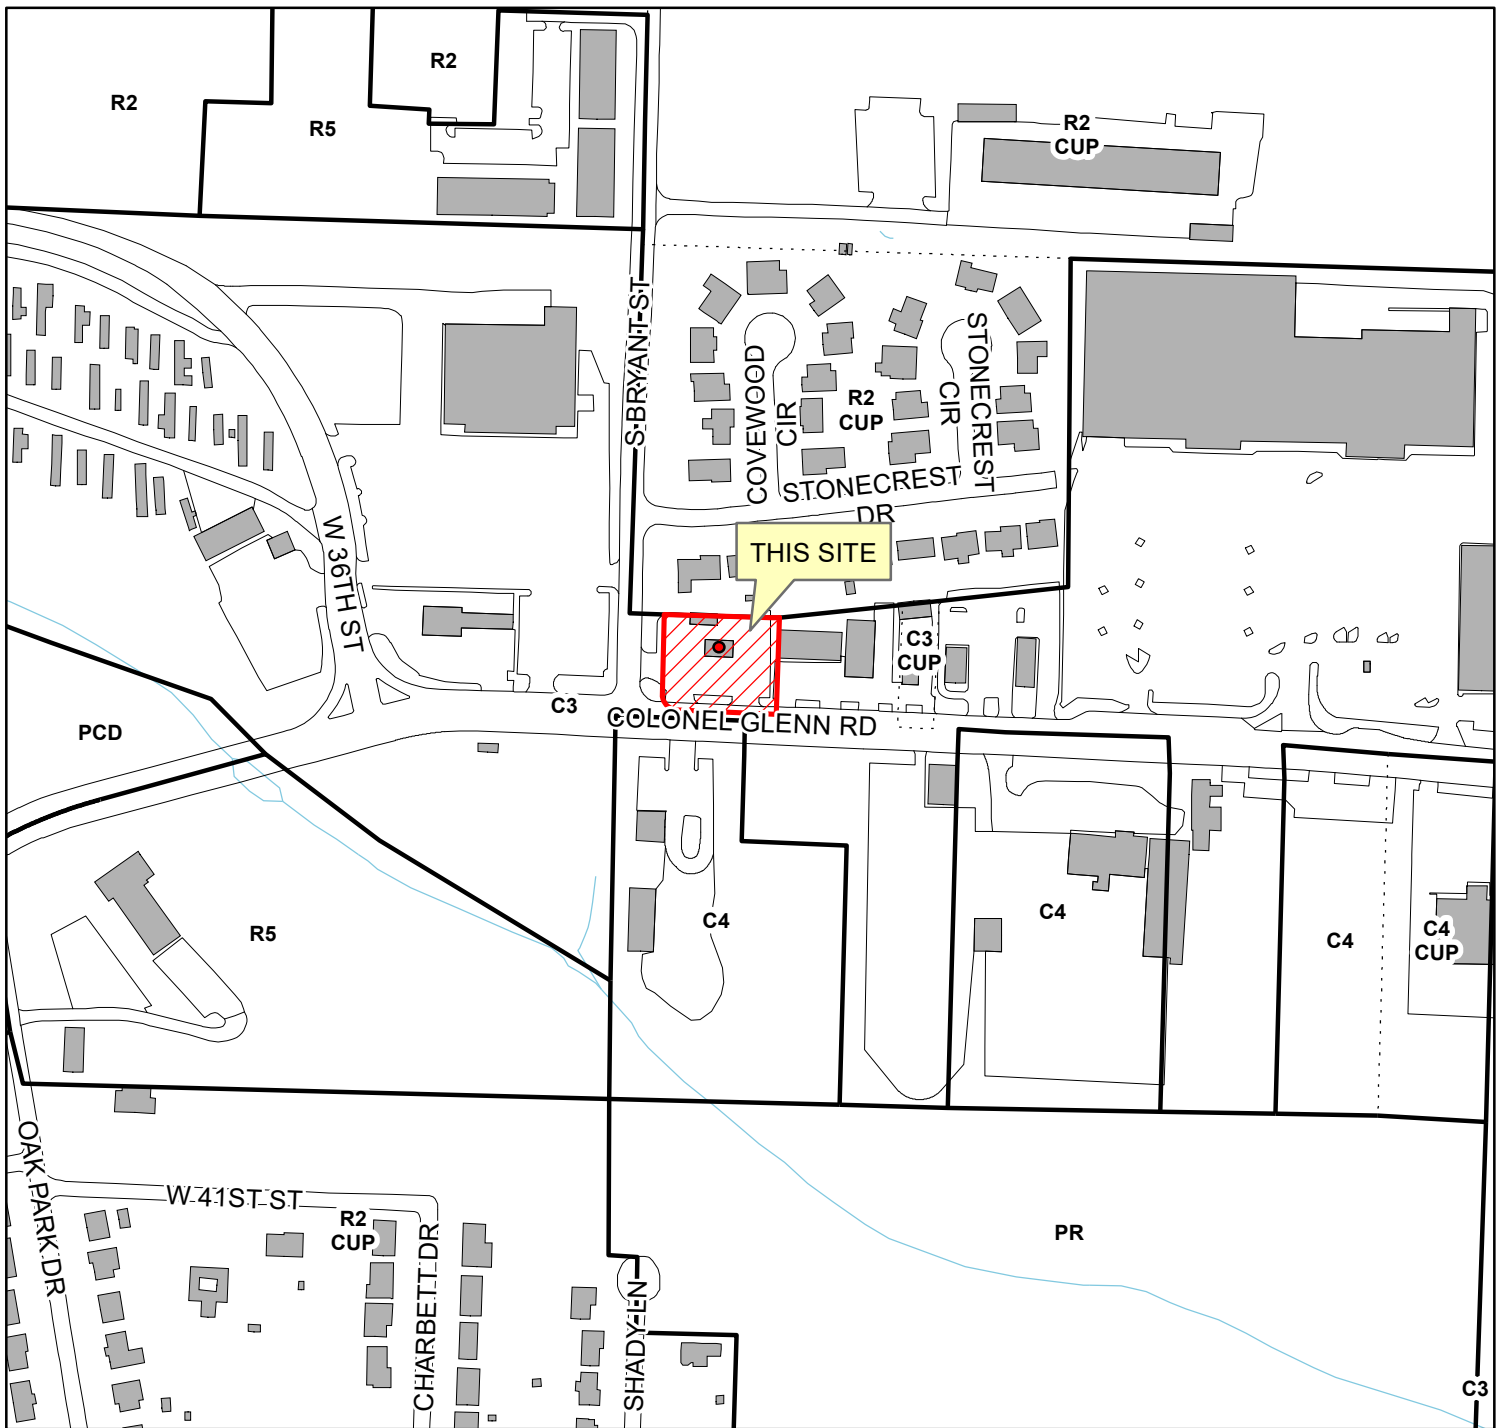 R2
R2
R5
R2
CUP
S BRYANT ST
COVEWOOD
CIR
STONECREST
CIR
R2
CUP
STONECREST
DR
THIS SITE
W 36TH ST
C3
CUP
C3
COLONEL GLENN RD
PCD
R5
C4
C4
C4
C4
CUP
OAK PARK DR
W 41ST ST
R2
CUP
CHARBETT DR
SHADY LN
PR
C3